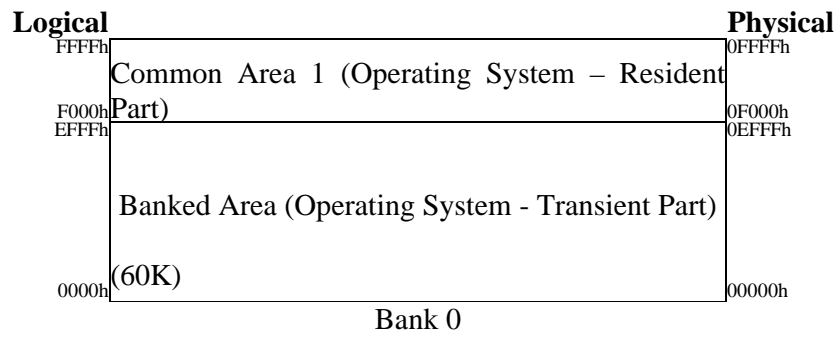 Logical Physical
FFFFh 0FFFFh
Common Area 1 (Operating System – Resident
F000h Part) 0F000h
EFFFh 0EFFFh
Banked Area (Operating System - Transient Part)
(60K)
0000h 00000h
Bank 0